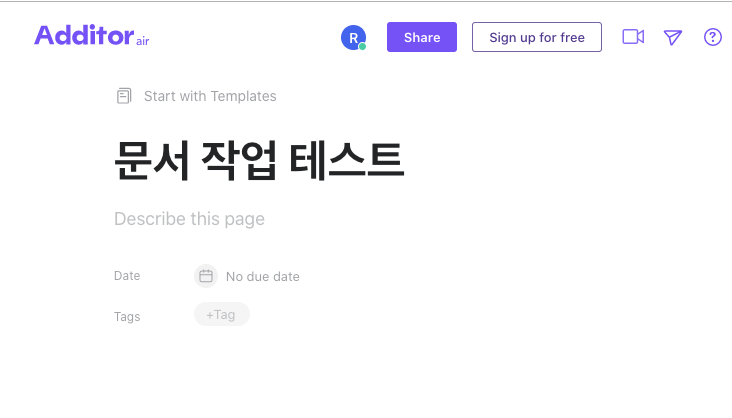 Additor air
R
Share
Sign up for free
Start with Templates
문서 작업 테스트
Describe this page
Date
No due date
Tags
+Tag